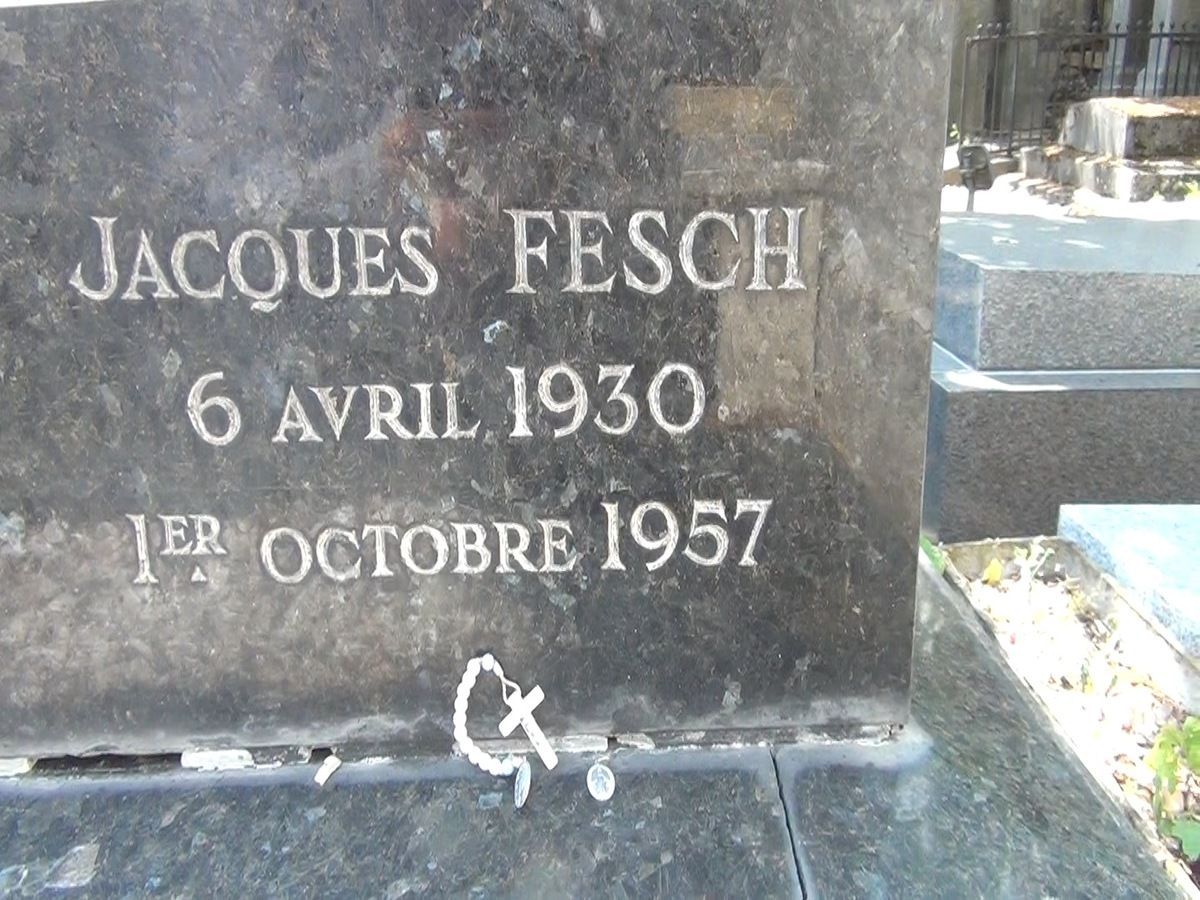 JACQUES FESCH
6 AVRIL 1930
1ER OCTOBRE 1957